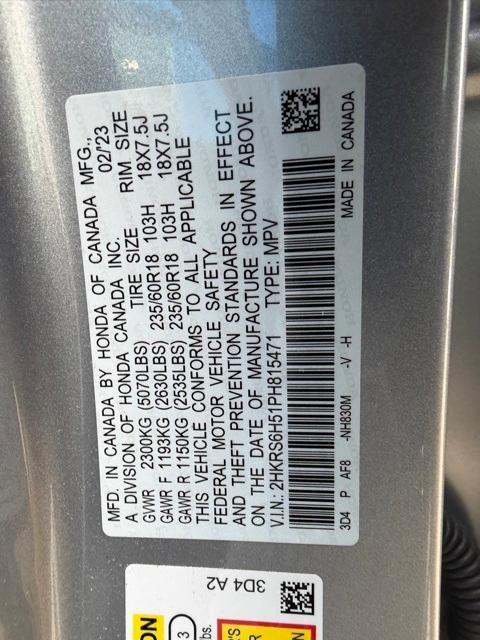 MFD. IN CANADA BY HONDA OF CANADA MFG.,
A DIVISION OF HONDA CANADA INC. 02/'23
GVWR 2300KG (5070LBS) TIRE SIZE RIM SIZE
GAWR F 1193KG (2630LBS) 235/60R18 103H 18X7.5J
GAWR R 1150KG (2535LBS) 235/60R18 103H 18X7.5J
THIS VEHICLE CONFORMS TO ALL APPLICABLE
FEDERAL MOTOR VEHICLE SAFETY
AND THEFT PREVENTION STANDARDS IN EFFECT
ON THE DATE OF MANUFACTURE SHOWN ABOVE.
V.I.N.: 2HKRS6H51PH815471 TYPE: MPV
3D4 P AF8 -NH830M -V -H MADE IN CANADA
3D4 A2
ON
3
lbs.
'S
R